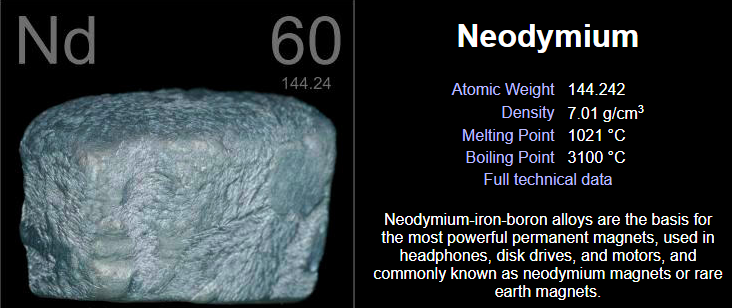 Nd 60
144.24
Neodymium
Atomic Weight 144.242
Density 7.01 g/cm³
Melting Point 1021 °C
Boiling Point 3100 °C
Full technical data
Neodymium-iron-boron alloys are the basis for
the most powerful permanent magnets, used in
headphones, disk drives, and motors, and
commonly known as neodymium magnets or rare
earth magnets.